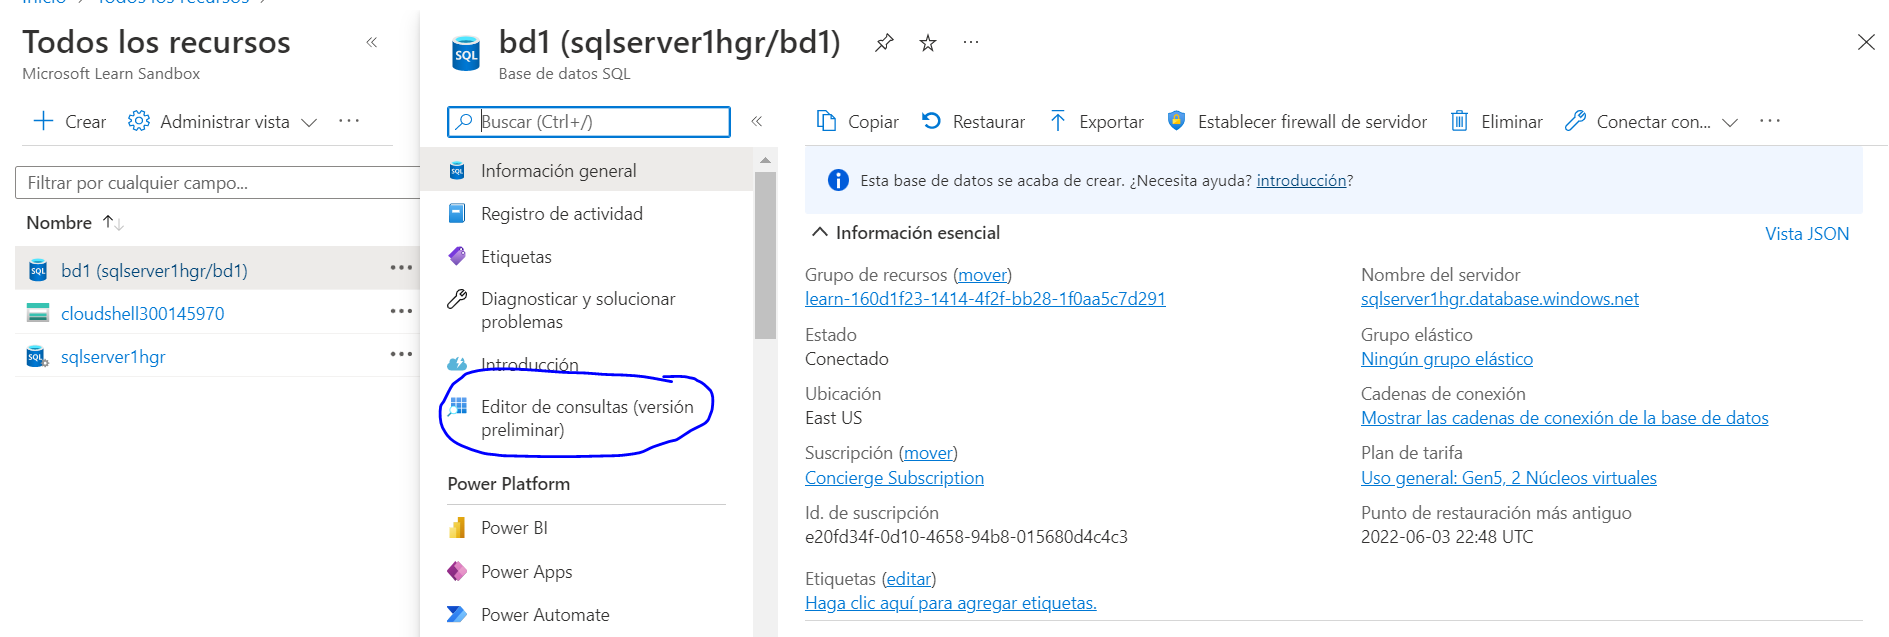 Inicio > Todos los recursos >
Todos los recursos
Microsoft Learn Sandbox
Crear
Administrar vista
Filtrar por cualquier campo...
Nombre
bd1 (sqlserver1hgr/bd1)
cloudshell300145970
sqlserver1hgr
bd1 (sqlserver1hgr/bd1)
Base de datos SQL
Buscar (Ctrl+/)
Información general
Registro de actividad
Etiquetas
Diagnosticar y solucionar
problemas
Introducción
Editor de consultas (versión
preliminar)
Power Platform
Power BI
Power Apps
Power Automate
Copiar
Restaurar
Exportar
Establecer firewall de servidor
Eliminar
Conectar con...
Esta base de datos se acaba de crear. ¿Necesita ayuda? introducción?
Información esencial
Vista JSON
Grupo de recursos (mover)
learn-160d1f23-1414-4f2f-bb28-1f0aa5c7d291
Estado
Conectado
Ubicación
East US
Suscripción (mover)
Concierge Subscription
Id. de suscripción
e20fd34f-0d10-4658-94b8-015680d4c4c3
Etiquetas (editar)
Haga clic aquí para agregar etiquetas.
Nombre del servidor
sqlserver1hgr.database.windows.net
Grupo elástico
Ningún grupo elástico
Cadenas de conexión
Mostrar las cadenas de conexión de la base de datos
Plan de tarifa
Uso general: Gen5, 2 Núcleos virtuales
Punto de restauración más antiguo
2022-06-03 22:48 UTC